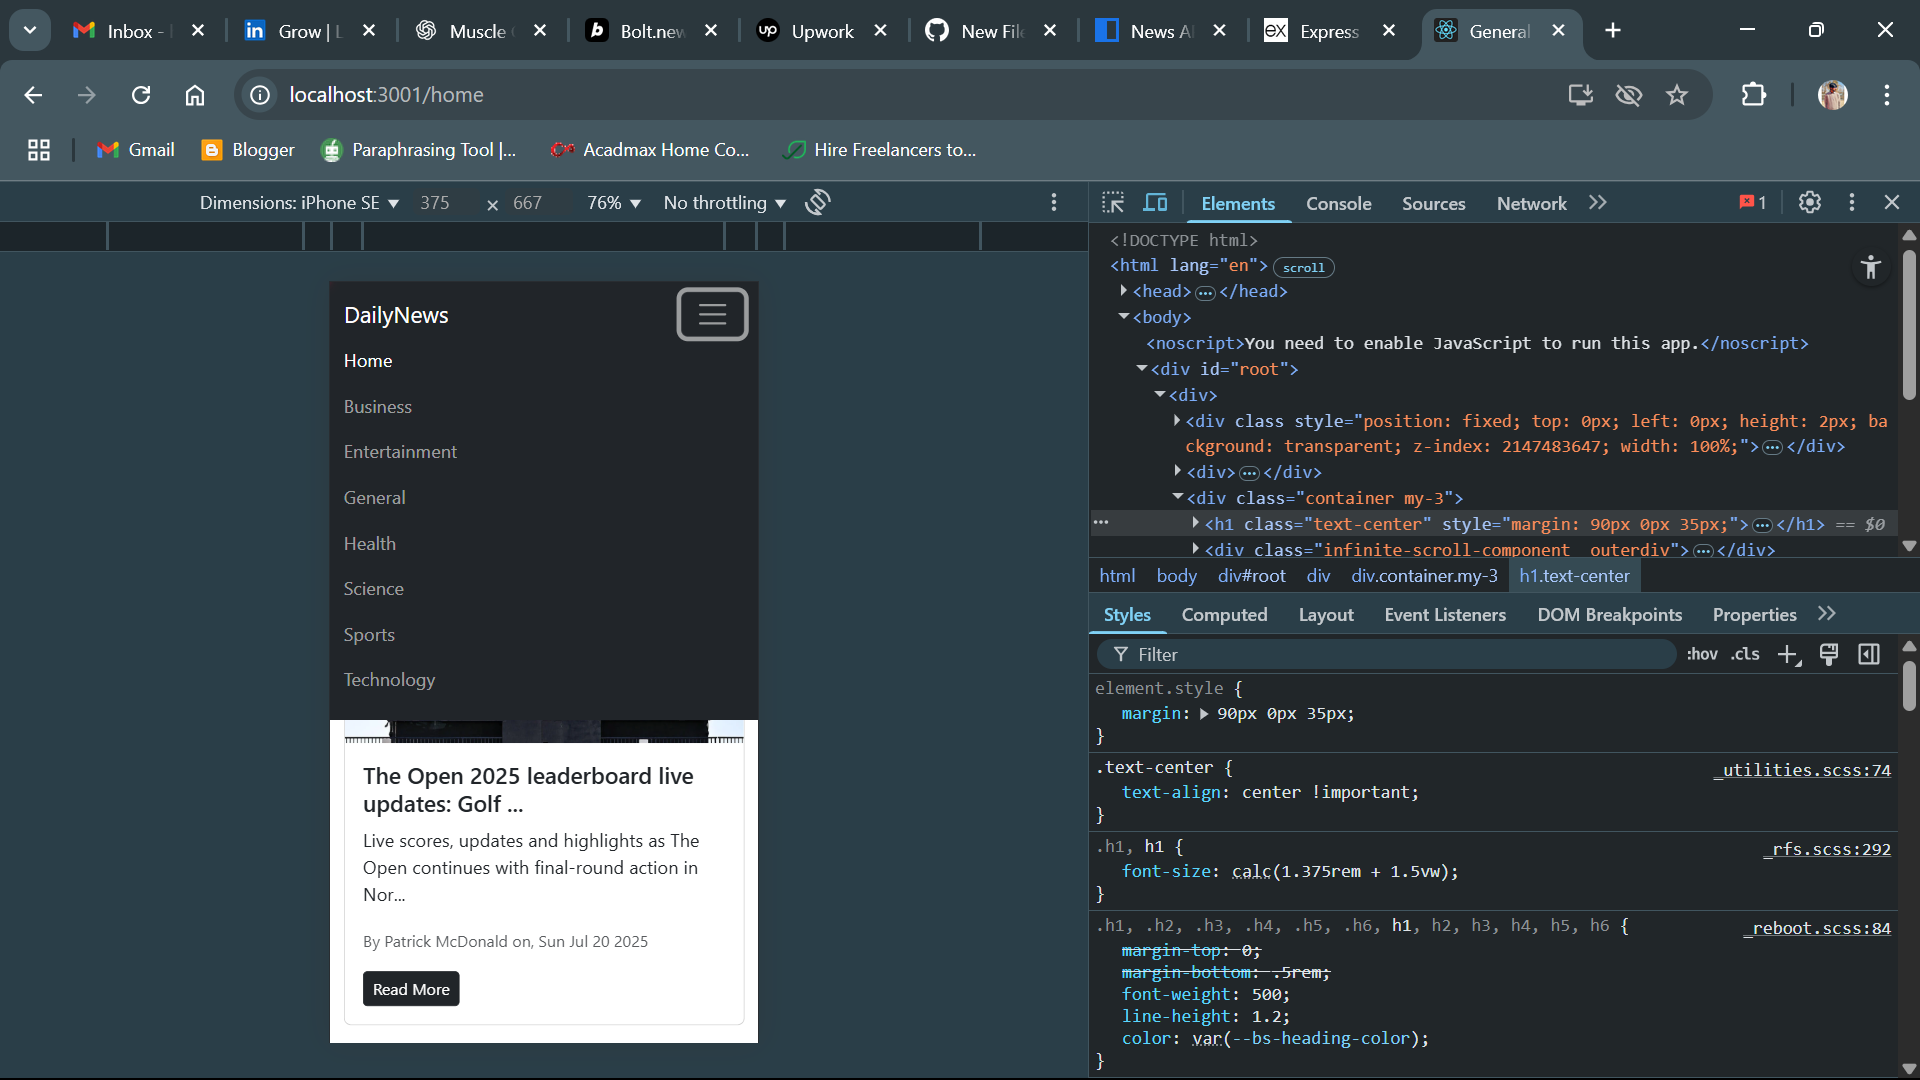 Inbox -
Grow | L
Muscle
Bolt.new
Upwork
New File
News A
Express
General
localhost:3001/home
Gmail
Blogger
Paraphrasing Tool |...
Acadmax Home Co...
Hire Freelancers to...
Dimensions: iPhone SE
375
×
667
76%
No throttling
DailyNews
Home
Business
Entertainment
General
Health
Science
Sports
Technology
The Open 2025 leaderboard live
updates: Golf ...
Live scores, updates and highlights as The
Open continues with final-round action in
Nor...
By Patrick McDonald on, Sun Jul 20 2025
Read More
Elements
Console
Sources
Network
1
<!DOCTYPE html>
<html lang="en"> scroll
<head> ••• </head>
<body>
<noscript>You need to enable JavaScript to run this app.</noscript>
<div id="root">
<div>
<div class style="position: fixed; top: 0px; left: 0px; height: 2px; ba
ckground: transparent; z-index: 2147483647; width: 100%;"> ••• </div>
<div> ••• </div>
<div class="container my-3">
<h1 class="text-center" style="margin: 90px 0px 35px;"> ••• </h1> == $0
<div class="infinite-scroll-component__outerdiv"> ••• </div>
html body div#root div div.container.my-3 h1.text-center
Styles Computed Layout Event Listeners DOM Breakpoints Properties
Filter
:hov .cls
element.style {
margin: 90px 0px 35px;
}
.text-center {
_utilities.scss:74
text-align: center !important;
}
.h1, h1 {
_rfs.scss:292
font-size: calc(1.375rem + 1.5vw);
}
.h1, .h2, .h3, .h4, .h5, .h6, h1, h2, h3, h4, h5, h6 {
_reboot.scss:84
margin-top: 0;
margin-bottom: .5rem;
font-weight: 500;
line-height: 1.2;
color: var(--bs-heading-color);
}